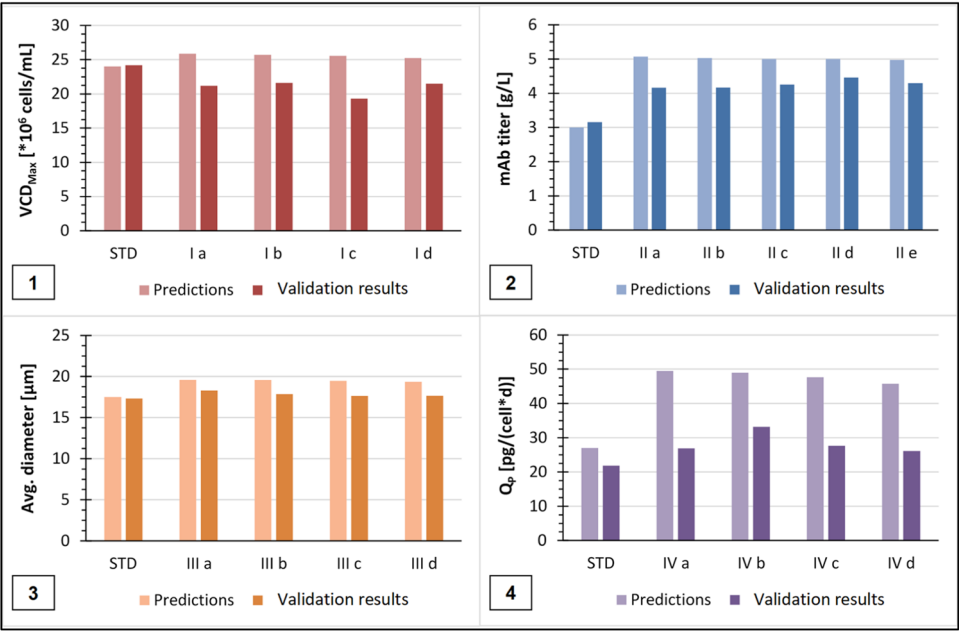 VCDMax [*10⁶ cells/mL]
30
25
20
15
10
5
0
STD I a I b I c I d
1
Predictions Validation results
mAb titer [g/L]
6
5
4
3
2
1
0
STD II a II b II c II d II e
2
Predictions Validation results
Avg. diameter [µm]
25
20
15
10
5
0
STD III a III b III c III d
3
Predictions Validation results
QP [pg/(cell*d)]
60
50
40
30
20
10
0
STD IV a IV b IV c IV d
4
Predictions Validation results